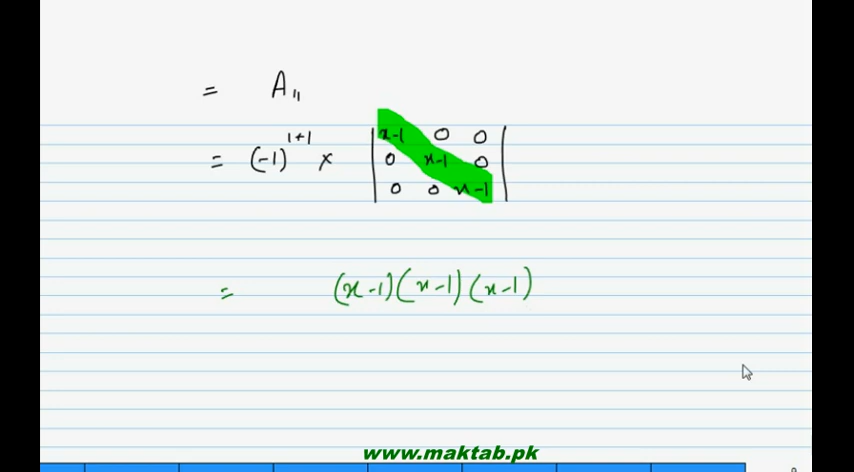 = A₁₁
= (-1)¹⁺¹ × | x-1 0 0 |
| 0 x-1 0 |
| 0 0 x-1 |
= (x-1)(x-1)(x-1)
www.maktab.pk